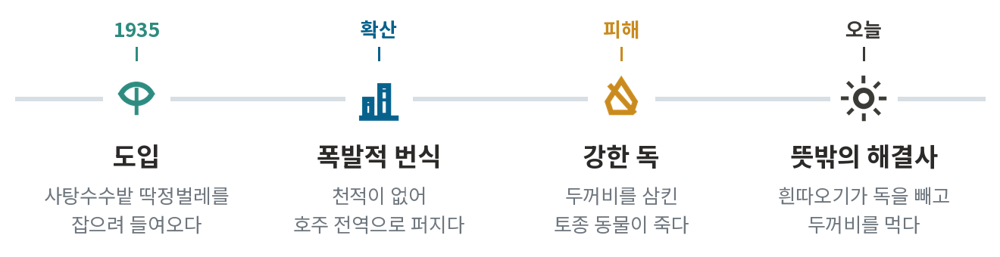 1935
도입
사탕수수밭 딱정벌레를
잡으려 들여오다
확산
폭발적 번식
천적이 없어
호주 전역으로 퍼지다
피해
강한 독
두꺼비를 삼킨
토종 동물이 죽다
오늘
뜻밖의 해결사
흰따오기가 독을 빼고
두꺼비를 먹다